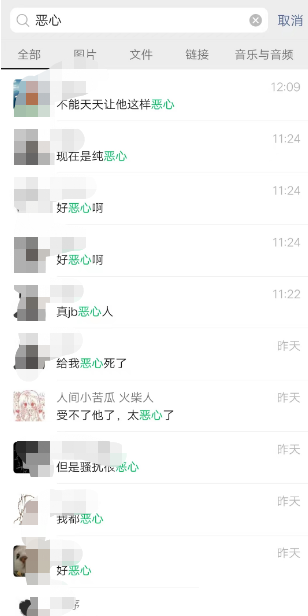 恶心
取消
全部 图片 文件 链接 音乐与音频
12:09
不能天天让他这样恶心
11:24
现在是纯恶心
11:24
好恶心啊
11:24
好恶心啊
11:22
真jb恶心人
昨天
给我恶心死了
人间小苦瓜 火柴人 昨天
受不了他了，太恶心了
昨天
但是骚扰很恶心
昨天
我都恶心
昨天
好恶心
昨天